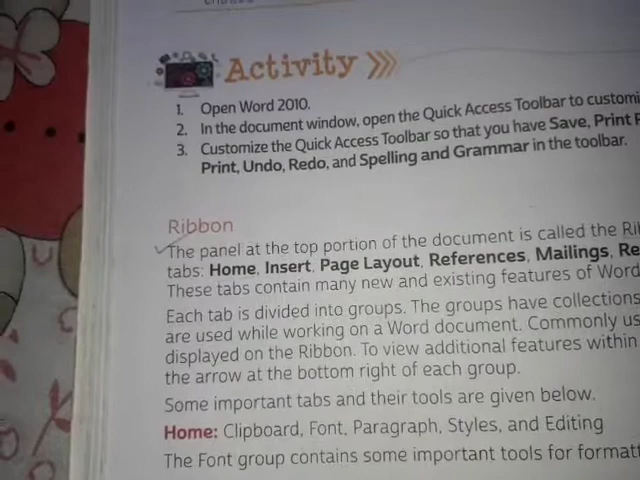 Activity
1. Open Word 2010.
2. In the document window, open the Quick Access Toolbar to customi
3. Customize the Quick Access Toolbar so that you have Save, Print P
Print, Undo, Redo, and Spelling and Grammar in the toolbar.
Ribbon
The panel at the top portion of the document is called the Ri
tabs: Home, Insert, Page Layout, References, Mailings, Re
These tabs contain many new and existing features of Word
Each tab is divided into groups. The groups have collections
are used while working on a Word document. Commonly us
displayed on the Ribbon. To view additional features within
the arrow at the bottom right of each group.
Some important tabs and their tools are given below.
Home: Clipboard, Font, Paragraph, Styles, and Editing
The Font group contains some important tools for formatt